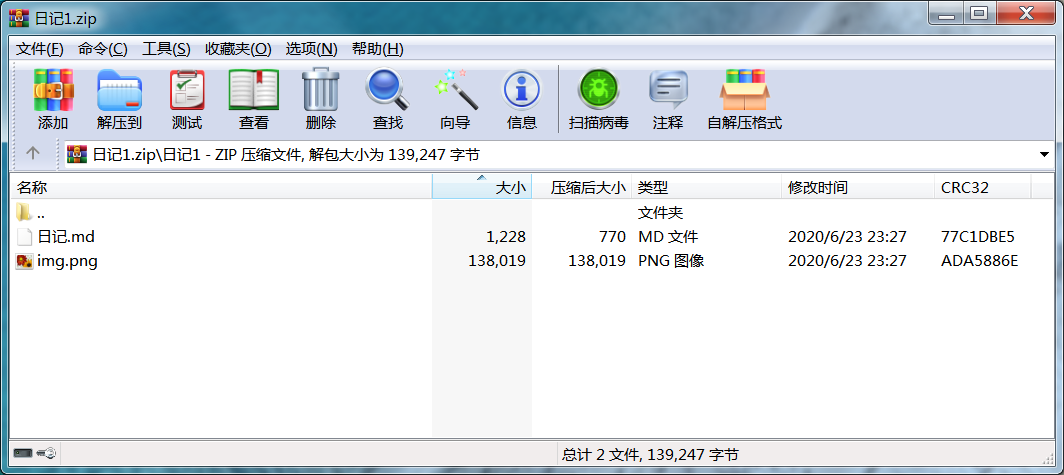 日记1.zip
文件(F) 命令(C) 工具(S) 收藏夹(O) 选项(N) 帮助(H)
添加 解压到 测试 查看 删除 查找 向导 信息 扫描病毒 注释 自解压格式
日记1.zip\日记1 - ZIP 压缩文件, 解包大小为 139,247 字节
名称 大小 压缩后大小 类型 修改时间 CRC32
.. 文件夹
日记.md 1,228 770 MD 文件 2020/6/23 23:27 77C1DBE5
img.png 138,019 138,019 PNG 图像 2020/6/23 23:27 ADA5886E
总计 2 文件, 139,247 字节